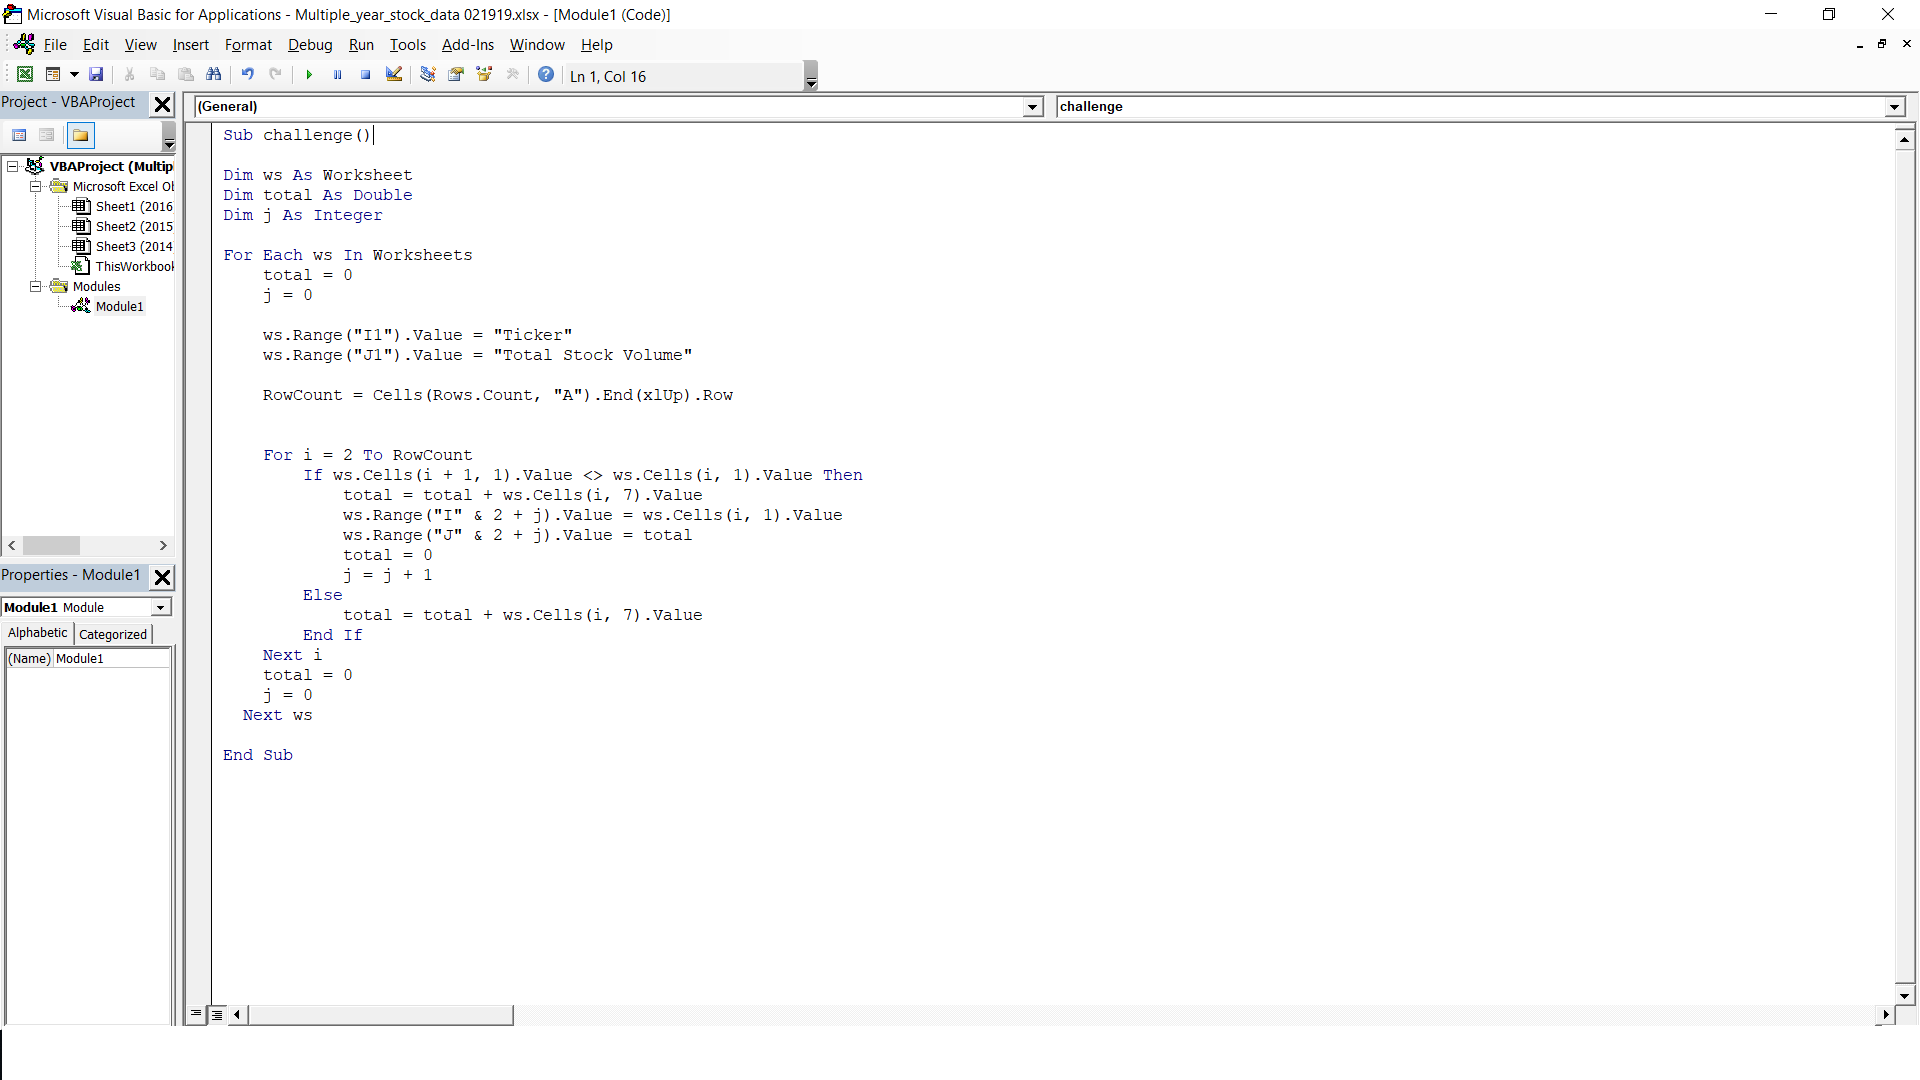 Microsoft Visual Basic for Applications - Multiple_year_stock_data 021919.xlsx - [Module1 (Code)]
File Edit View Insert Format Debug Run Tools Add-Ins Window Help
Ln 1, Col 16
Project - VBAProject
VBAProject (Multip
Microsoft Excel Ob
Sheet1 (2016
Sheet2 (2015
Sheet3 (2014
ThisWorkbook
Modules
Module1
Properties - Module1
Module1 Module
Alphabetic Categorized
(Name) Module1
(General) challenge
Sub challenge()
Dim ws As Worksheet
Dim total As Double
Dim j As Integer
For Each ws In Worksheets
total = 0
j = 0
ws.Range("I1").Value = "Ticker"
ws.Range("J1").Value = "Total Stock Volume"
RowCount = Cells(Rows.Count, "A").End(xlUp).Row
For i = 2 To RowCount
If ws.Cells(i + 1, 1).Value <> ws.Cells(i, 1).Value Then
total = total + ws.Cells(i, 7).Value
ws.Range("I" & 2 + j).Value = ws.Cells(i, 1).Value
ws.Range("J" & 2 + j).Value = total
total = 0
j = j + 1
Else
total = total + ws.Cells(i, 7).Value
End If
Next i
total = 0
j = 0
Next ws
End Sub